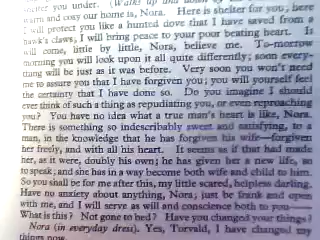 you under. (Walks up and down
warm and cosy our home is, Nora. Here is shelter for you; here
I will protect you like a hunted dove that I have saved from a
hawk's claws, I will bring peace to your poor beating heart. It
will come, little by little, Nora, believe me. To-morrow
morning you will look upon it all quite differently; soon every-
thing will be just as it was before. Very soon you won't need
me to assure you that I have forgiven you; you will yourself feel
the certainty that I have done so. Do you imagine I should
ever think of such a thing as repudiating you, or even reproaching
you? You have no idea what a true man's heart is like, Nora.
There is something so indescribably sweet and satisfying, to a
man, in the knowledge that he has forgiven his wife—forgiven
her freely, and with all his heart. It seems as if that had made
her, as it were, doubly his own; he has given her a new life, so
to speak; and she has in a way become both wife and child to him.
So you shall be for me after this, my little scared, helpless darling.
Have no anxiety about anything, Nora; just be frank and open
with me, and I will serve as will and conscience both to you—
What is this? Not gone to bed? Have you changed your things?
Nora (in everyday dress). Yes, Torvald, I have changed my
things now.